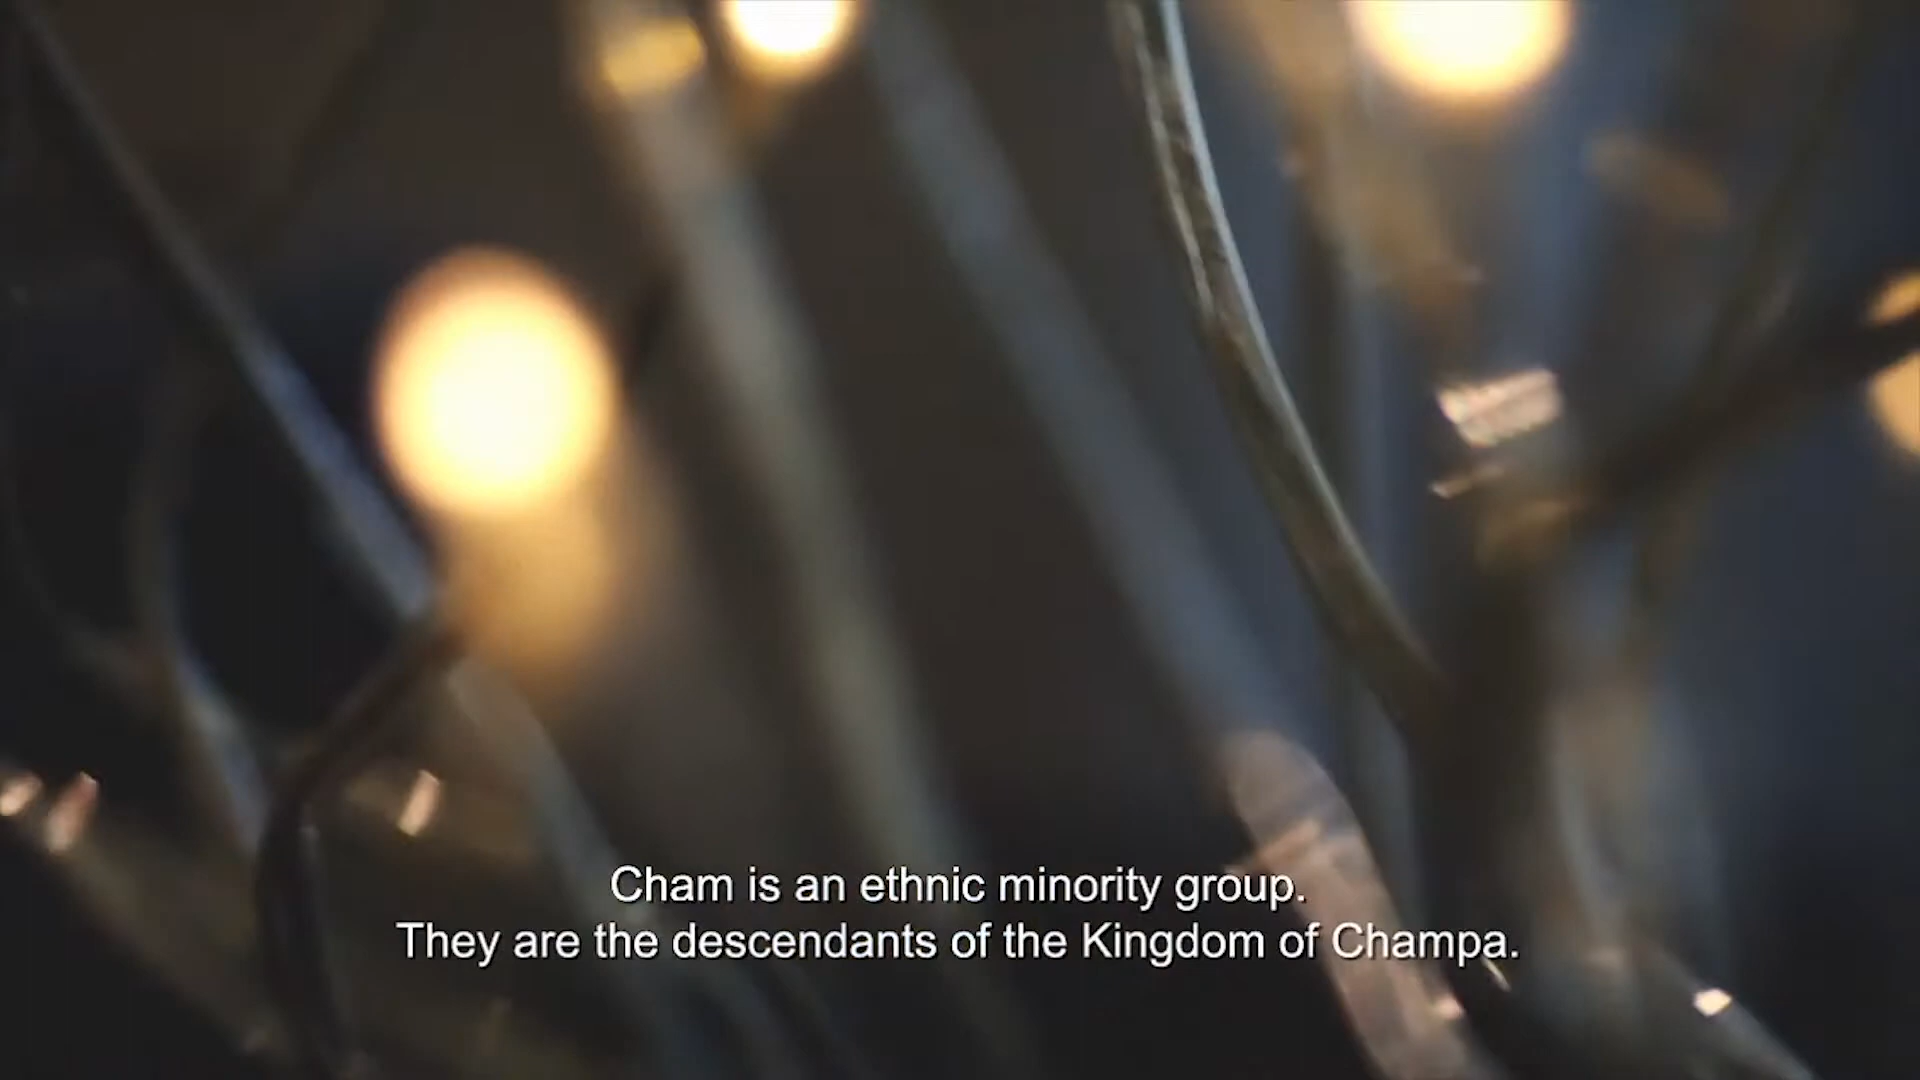 Cham is an ethnic minority group.
They are the descendants of the Kingdom of Champa.